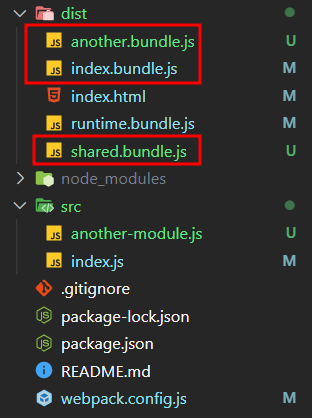 dist
JS another.bundle.js U
JS index.bundle.js M
index.html
runtime.bundle.js M
JS shared.bundle.js U
node_modules
src
JS another-module.js U
JS index.js M
.gitignore
package-lock.json
package.json
README.md
webpack.config.js M